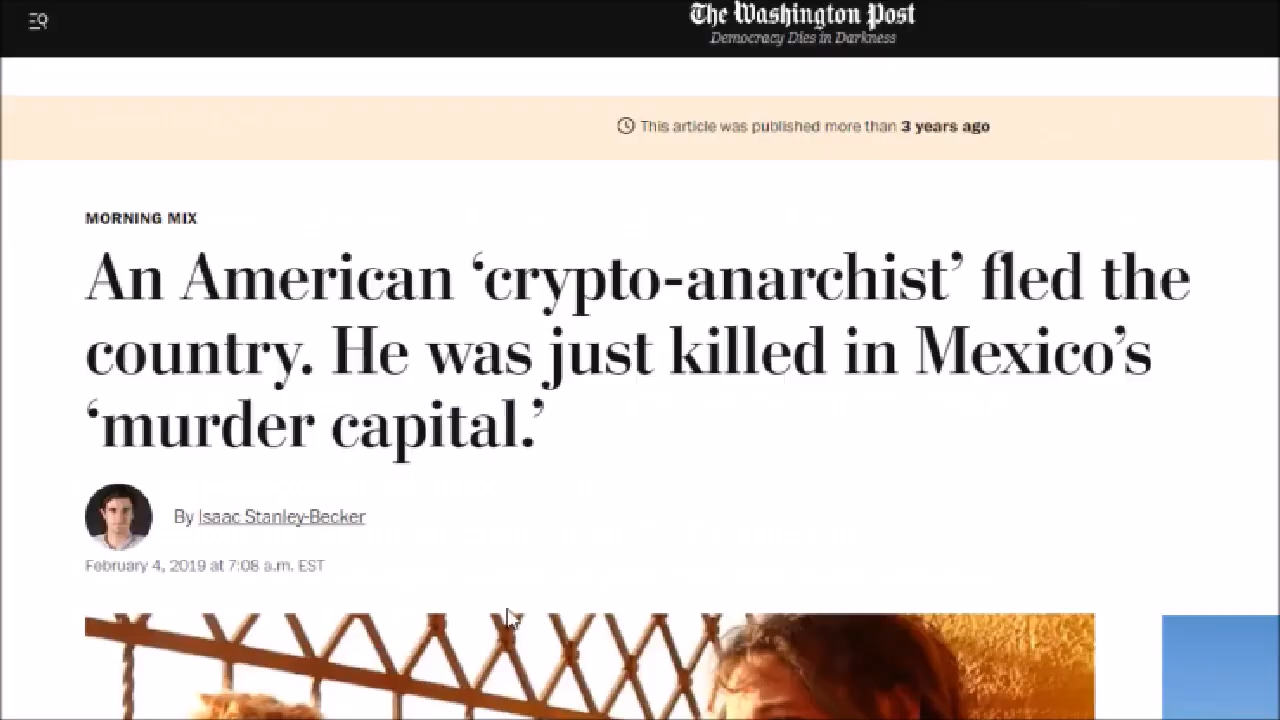 The Washington Post
Democracy Dies in Darkness
This article was published more than 3 years ago
MORNING MIX
An American ‘crypto-anarchist’ fled the
country. He was just killed in Mexico’s
‘murder capital.’
By Isaac Stanley-Becker
February 4, 2019 at 7:08 a.m. EST